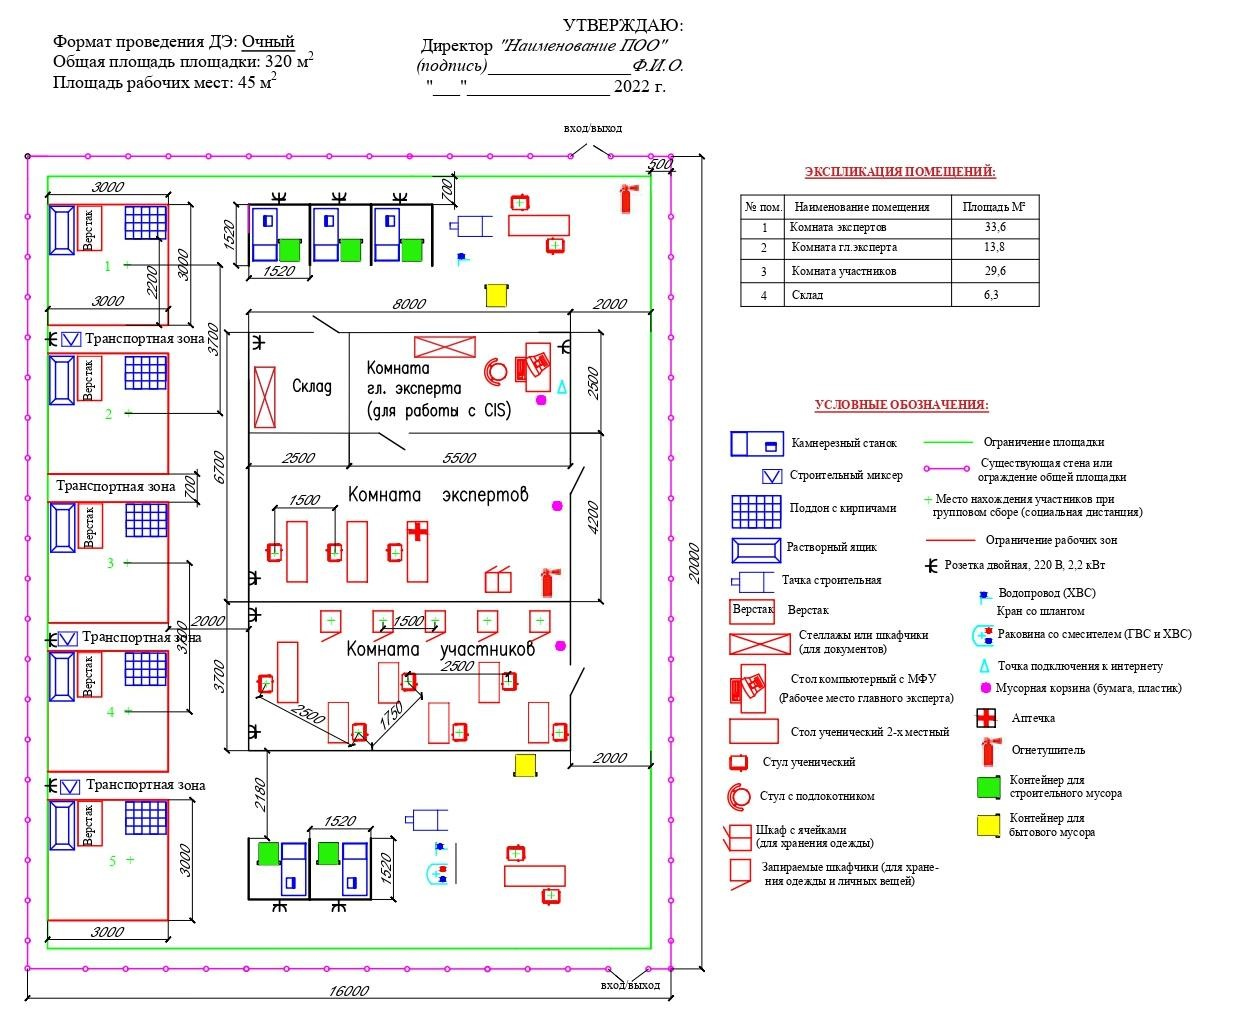 УТВЕРЖДАЮ:
Формат проведения ДЭ: Очный
Директор "Наименование ПОО"
Общая площадь площадки: 320 м2
(подпись)________________Ф.И.О.
Площадь рабочих мест: 45 м2
"___"________________ 2022 г.
вход/выход
500
3000
700
Верстак
1520
3000
2200
1
1520
3000
8000
2000
Транспортная зона
3700
Верстак
2
Склад
Комната
гл. эксперта
(для работы с CIS)
2500
2500
5500
Транспортная зона
700
6700
Комната экспертов
1500
4200
Верстак
3
20000
2000
3700
Транспортная зона
1500
Комната участников
2500
3700
2500
1750
Верстак
4
2000
Транспортная зона
2180
Верстак
1520
1520
5
3000
3000
вход/выход
16000
ЭКСПЛИКАЦИЯ ПОМЕЩЕНИЙ:
№ пом. Наименование помещения Площадь М²
1 Комната экспертов 33,6
2 Комната гл.эксперта 13,8
3 Комната участников 29,6
4 Склад 6,3
УСЛОВНЫЕ ОБОЗНАЧЕНИЯ:
Камнерезный станок
Строительный миксер
Поддон с кирпичами
Растворный ящик
Тачка строительная
Верстак Верстак
Стеллажы или шкафчики
(для документов)
Стол компьютерный с МФУ
(Рабочее место главного эксперта)
Стол ученический 2-х местный
Стул ученический
Стул с подлокотником
Шкаф с ячейками
(для хранения одежды)
Запираемые шкафчики (для хране-
ния одежды и личных вещей)
Ограничение площадки
Существующая стена или
ограждение общей площадки
Место нахождения участников при
групповом сборе (социальная дистанция)
Ограничение рабочих зон
Розетка двойная, 220 В, 2,2 кВт
Водопровод (ХВС)
Кран со шлангом
Раковина со смесителем (ГВС и ХВС)
Точка подключения к интернету
Мусорная корзина (бумага, пластик)
Аптечка
Огнетушитель
Контейнер для
строительного мусора
Контейнер для
бытового мусора